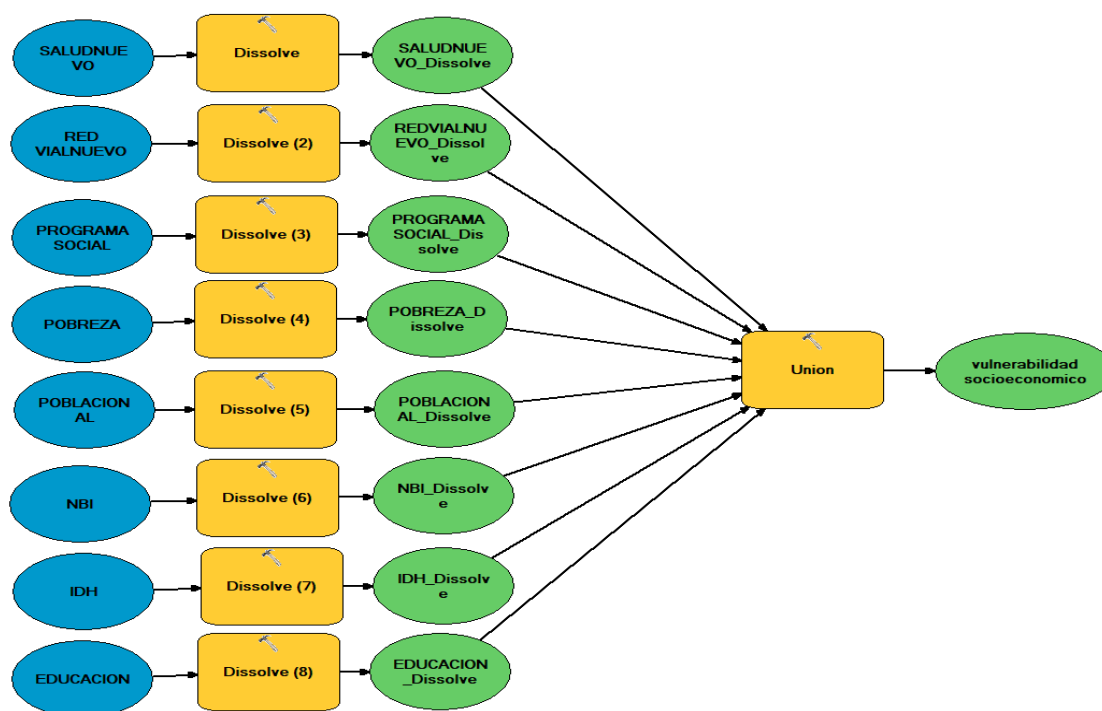 SALUDNUE
VO
Dissolve
SALUDNUE
VO_Dissolve
RED
VIALNUEVO
Dissolve (2)
REDVIALNU
EVO_Dissol
ve
PROGRAMA
SOCIAL
Dissolve (3)
PROGRAMA
SOCIAL_Dis
solve
POBREZA
Dissolve (4)
POBREZA_D
issolve
Union
vulnerabilidad
socioeconomico
POBLACION
AL
Dissolve (5)
POBLACION
AL_Dissolve
NBI
Dissolve (6)
NBI_Dissolv
e
IDH
Dissolve (7)
IDH_Dissolv
e
EDUCACION
Dissolve (8)
EDUCACION
_Dissolve